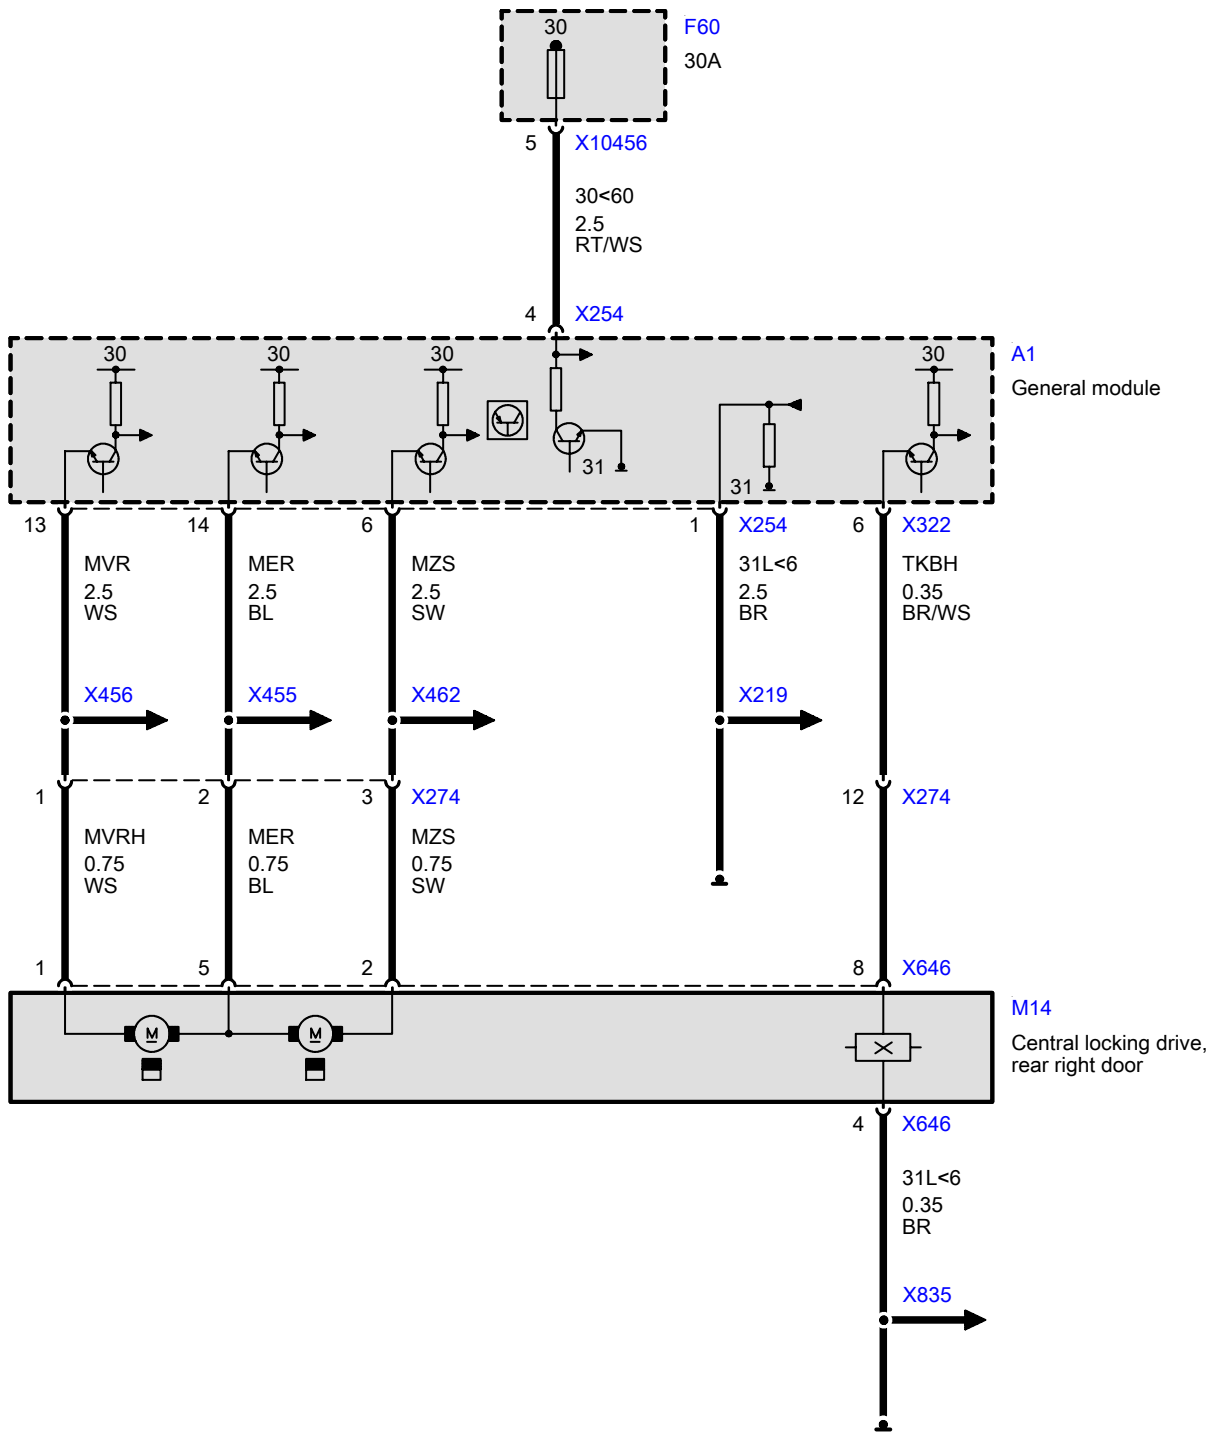 30
F60
30A
5
X10456
30<60
2.5
RT/WS
4
X254
30
30
30
30
A1
General module
31
31
13
14
6
1
X254
6
X322
MVR
2.5
WS
MER
2.5
BL
MZS
2.5
SW
31L<6
2.5
BR
TKBH
0.35
BR/WS
X456
X455
X462
X219
1
2
3
X274
12
X274
MVRH
0.75
WS
MER
0.75
BL
MZS
0.75
SW
1
5
2
8
X646
M
M
M14
Central locking drive,
rear right door
4
X646
31L<6
0.35
BR
X835